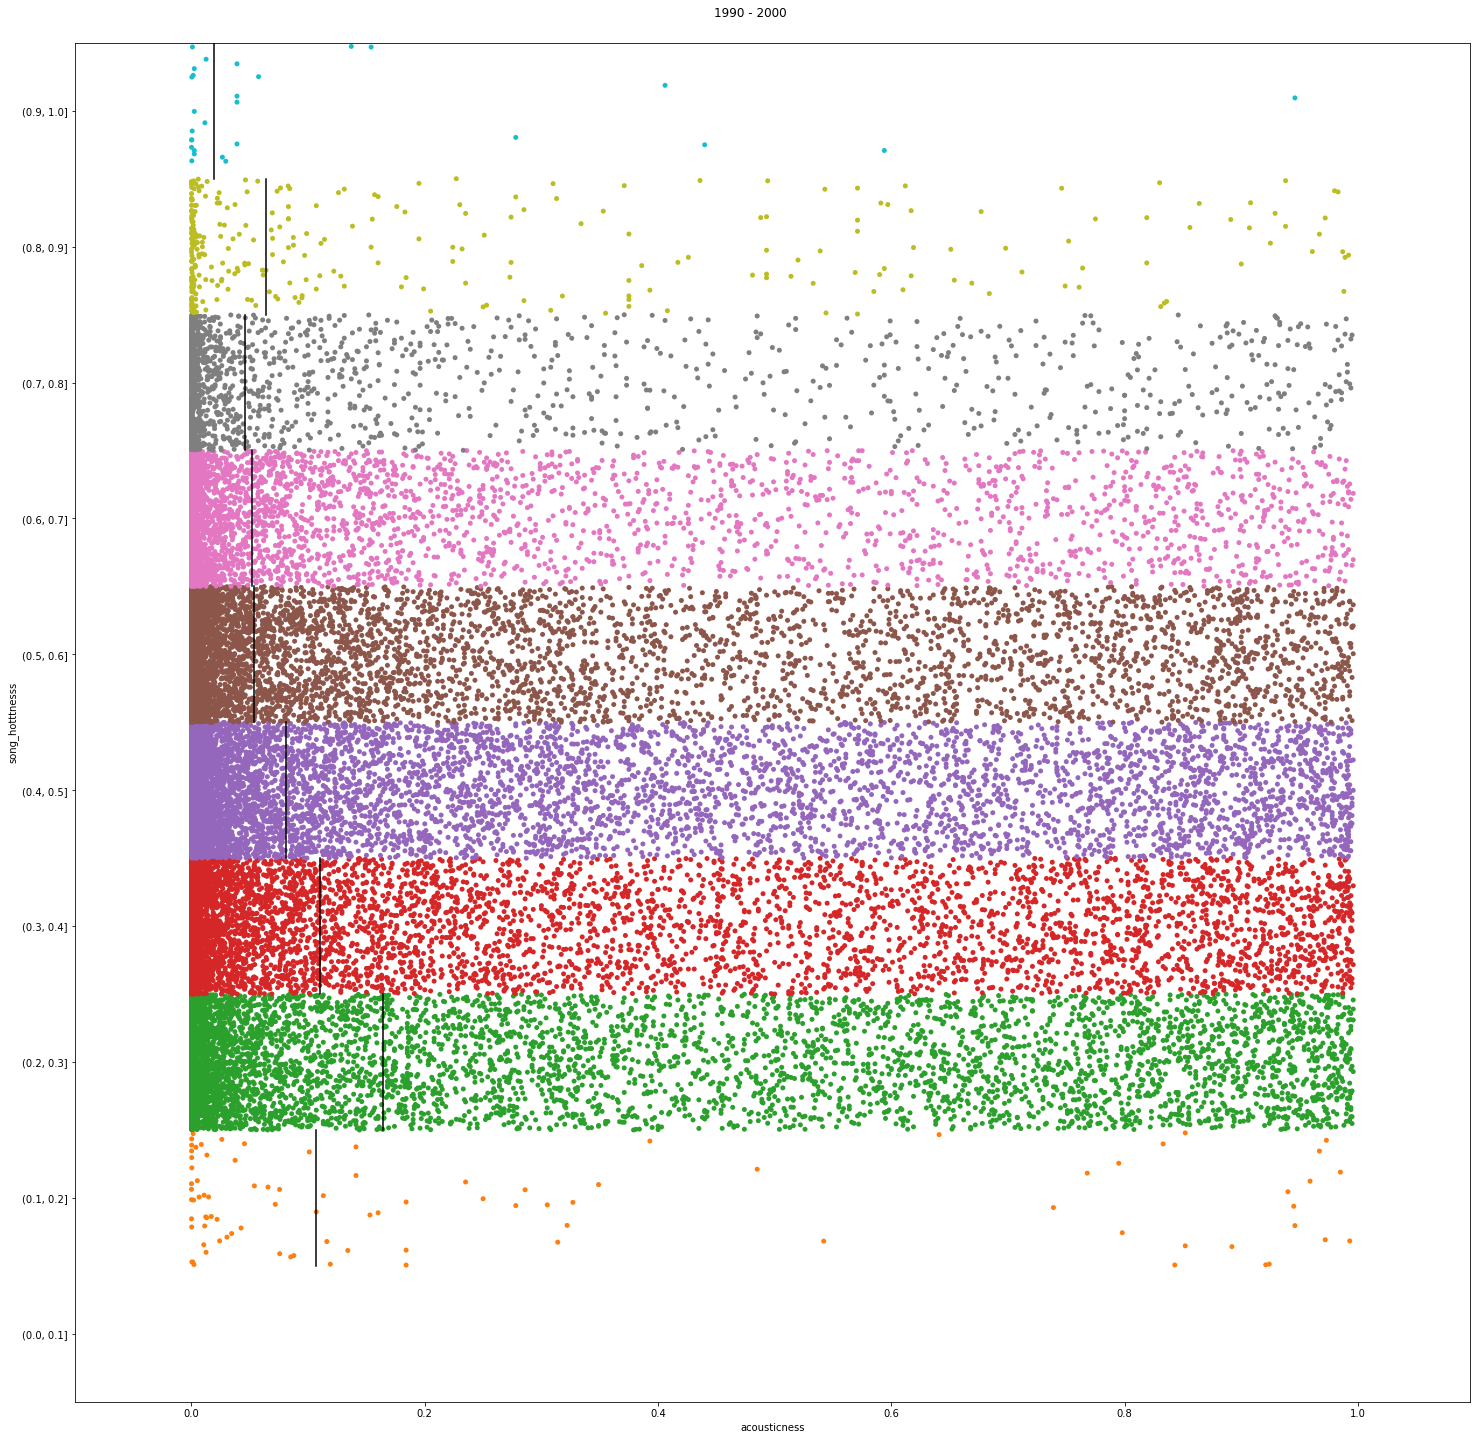 1990 - 2000
(0.9, 1.0]
(0.8, 0.9]
(0.7, 0.8]
(0.6, 0.7]
(0.5, 0.6]
song_hotttnesss
(0.4, 0.5]
(0.3, 0.4]
(0.2, 0.3]
(0.1, 0.2]
(0.0, 0.1]
0.0 0.2 0.4 0.6 0.8 1.0
acousticness